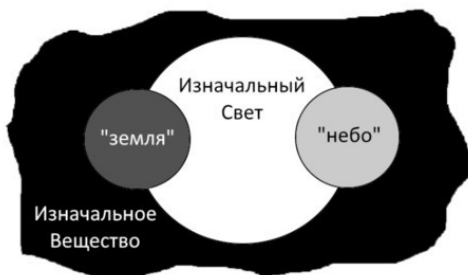 Изначальный
Свет
"земля"
"небо"
Изначальное
Вещество